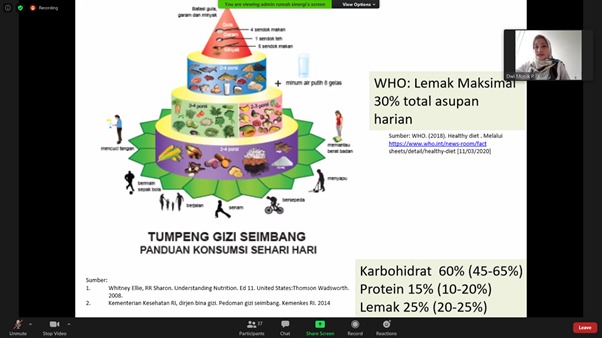 Recording
You are viewing admin rumah sinergi's screen
View Options
Batasi gula,
garam dan minyak
4 sendok makan
1 sendok teh
5 sendok makan
2-4 porsi
minum air putih 8 gelas
3-4 porsi
2-3 porsi
3-4 porsi
mencuci tangan
memantau
berat badan
bermain
sepak bola
menyapu
berjalan
senam
bersepeda
TUMPENG GIZI SEIMBANG
PANDUAN KONSUMSI SEHARI HARI
WHO: Lemak Maksimal
30% total asupan
harian
Sumber: WHO. (2018). Healthy diet . Melalui
https://www.who.int/news-room/fact
sheets/detail/healthy-diet [11/03/2020]
Karbohidrat 60% (45-65%)
Protein 15% (10-20%)
Lemak 25% (20-25%)
Sumber:
1. Whitney Ellie, RR Sharon. Understanding Nutrition. Ed 11. United States:Thomson Wadsworth.
2008.
2. Kementerian Kesehatan RI, dirjen bina gizi. Pedoman gizi seimbang. Kemenkes RI. 2014
Unmute
Stop Video
37
Participants
Chat
Share Screen
Record
Reactions
Leave